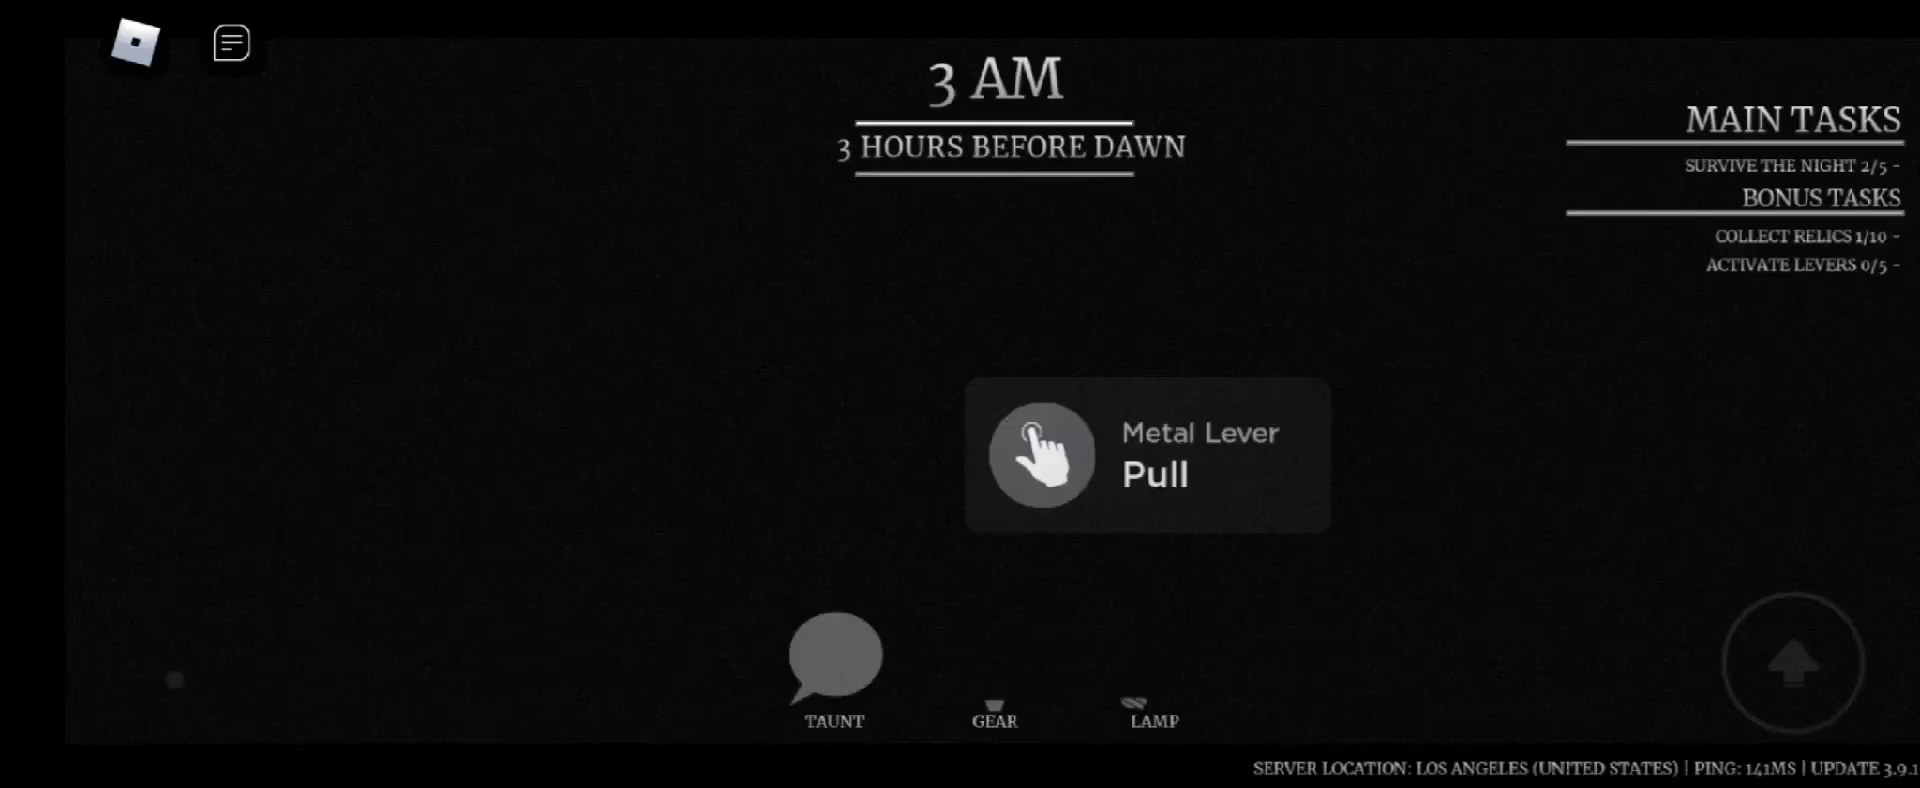 3 AM
3 HOURS BEFORE DAWN
MAIN TASKS
SURVIVE THE NIGHT 2/5 -
BONUS TASKS
COLLECT RELICS 1/10 -
ACTIVATE LEVERS 0/5 -
Metal Lever
Pull
TAUNT
GEAR
LAMP
SERVER LOCATION: LOS ANGELES (UNITED STATES) | PING: 141MS | UPDATE 3.9.1